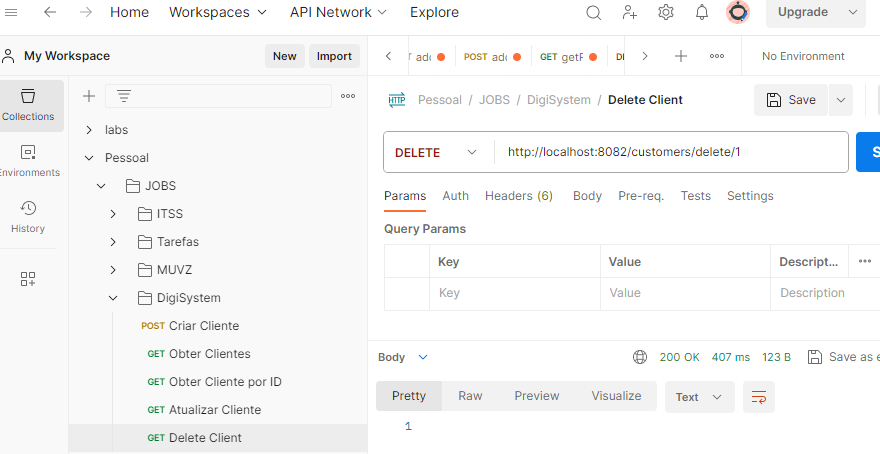 Home Workspaces API Network Explore Upgrade
My Workspace New Import
POST GET No Environment
Collections
Environments
History
labs
Pessoal
JOBS
ITSS
Tarefas
MUVZ
DigiSystem
POST Criar Cliente
GET Obter Clientes
GET Obter Cliente por ID
GET Atualizar Cliente
GET Delete Client
HTTP Pessoal / JOBS / DigiSystem / Delete Client Save
DELETE http://localhost:8082/customers/delete/1 S
Params Auth Headers (6) Body Pre-req. Tests Settings
Query Params
Key Value Descript...
Key Value Description
Body 200 OK 407 ms 123 B Save as e
Pretty Raw Preview Visualize Text
1